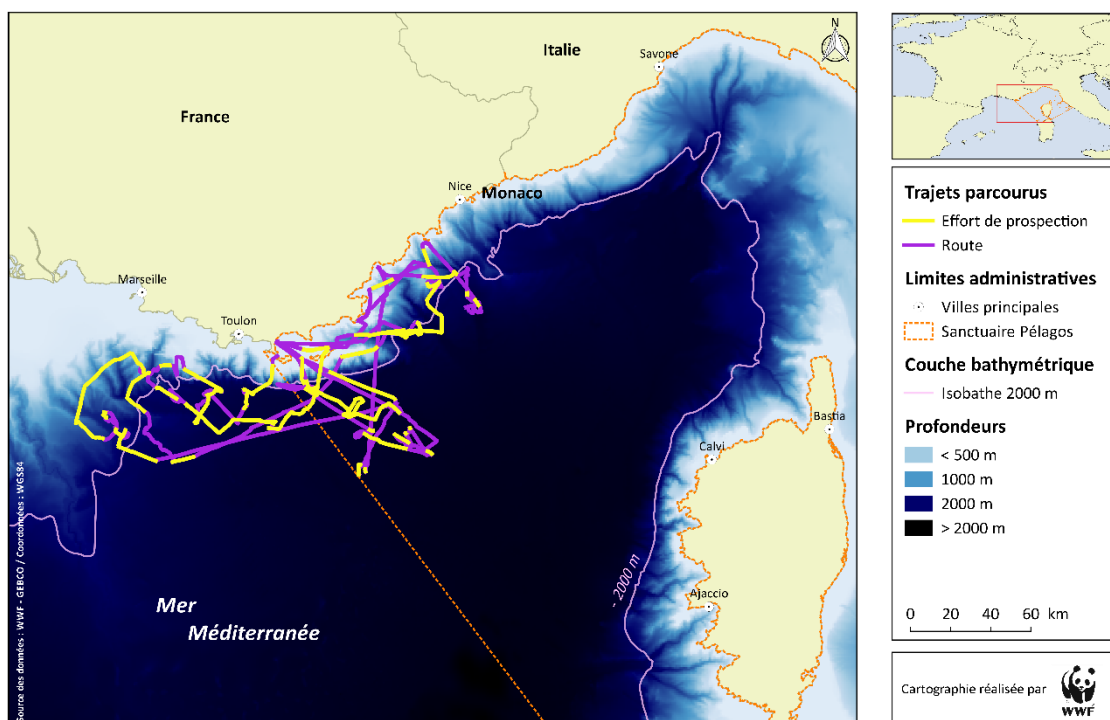 Italie
Savone
N
France
Nice
Monaco
Marseille
Toulon
Bastia
Calvi
- 2000 m
Ajaccio
Mer
Méditerranée
Source des données : WWF - GEBCO / Coordonnées : WGS84
Trajets parcourus
Effort de prospection
Route
Limites administratives
Villes principales
Sanctuaire Pélagos
Couche bathymétrique
Isobathe 2000 m
Profondeurs
< 500 m
1000 m
2000 m
> 2000 m
0 20 40 60 km
Cartographie réalisée par
WWF